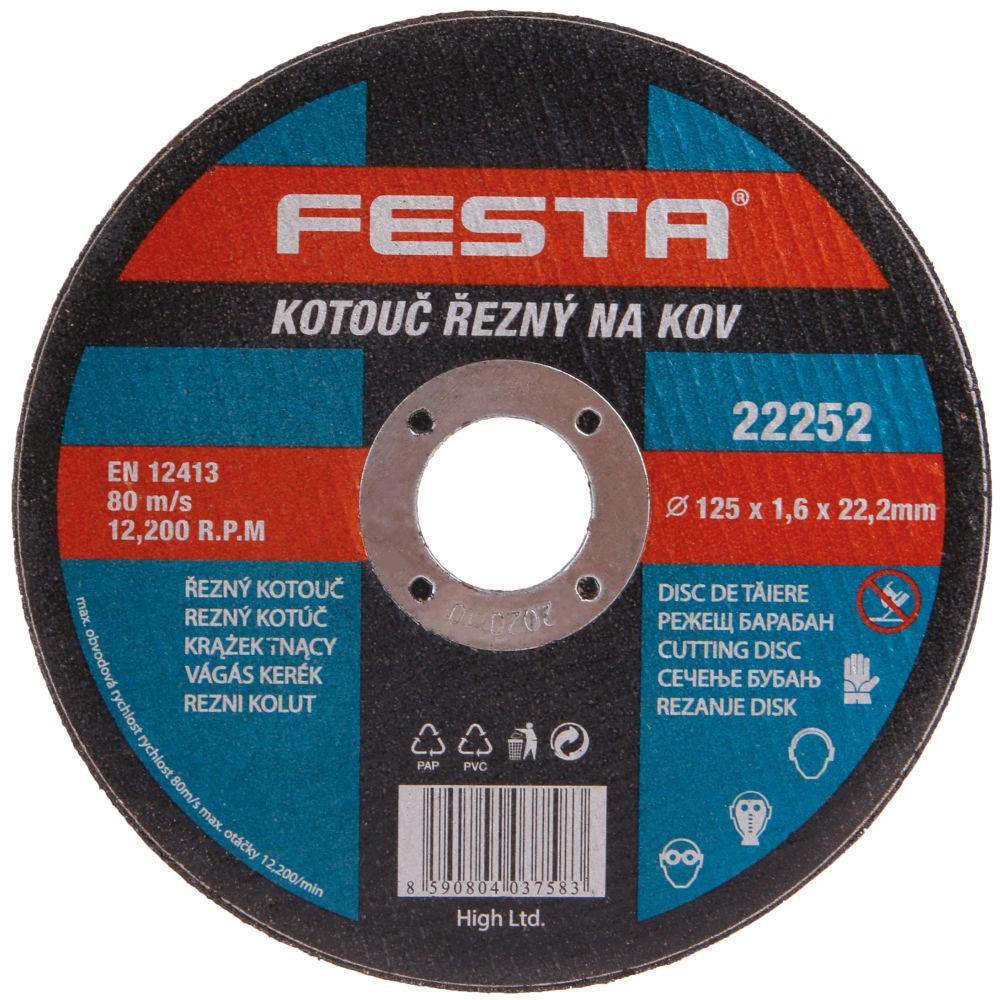 FESTA®
KOTOUČ ŘEZNÝ NA KOV
22252
EN 12413
80 m/s
12,200 R.P.M
Ø 125 x 1,6 x 22,2mm
ŘEZNÝ KOTOUČ
REZNÝ KOTÚČ
KRĄŻEK TNĄCY
VÁGÁS KERÉK
REZNI KOLUT
DISC DE TĂIERE
РЕЖЕЩ БАРАБАН
CUTTING DISC
СЕЧЕЊЕ БУБАЊ
REZANJE DISK
max. obvodová rychlost rychlost 80m/s max. otáčky 12,200/min
PAP
PVC
8 590804 037583
High Ltd.